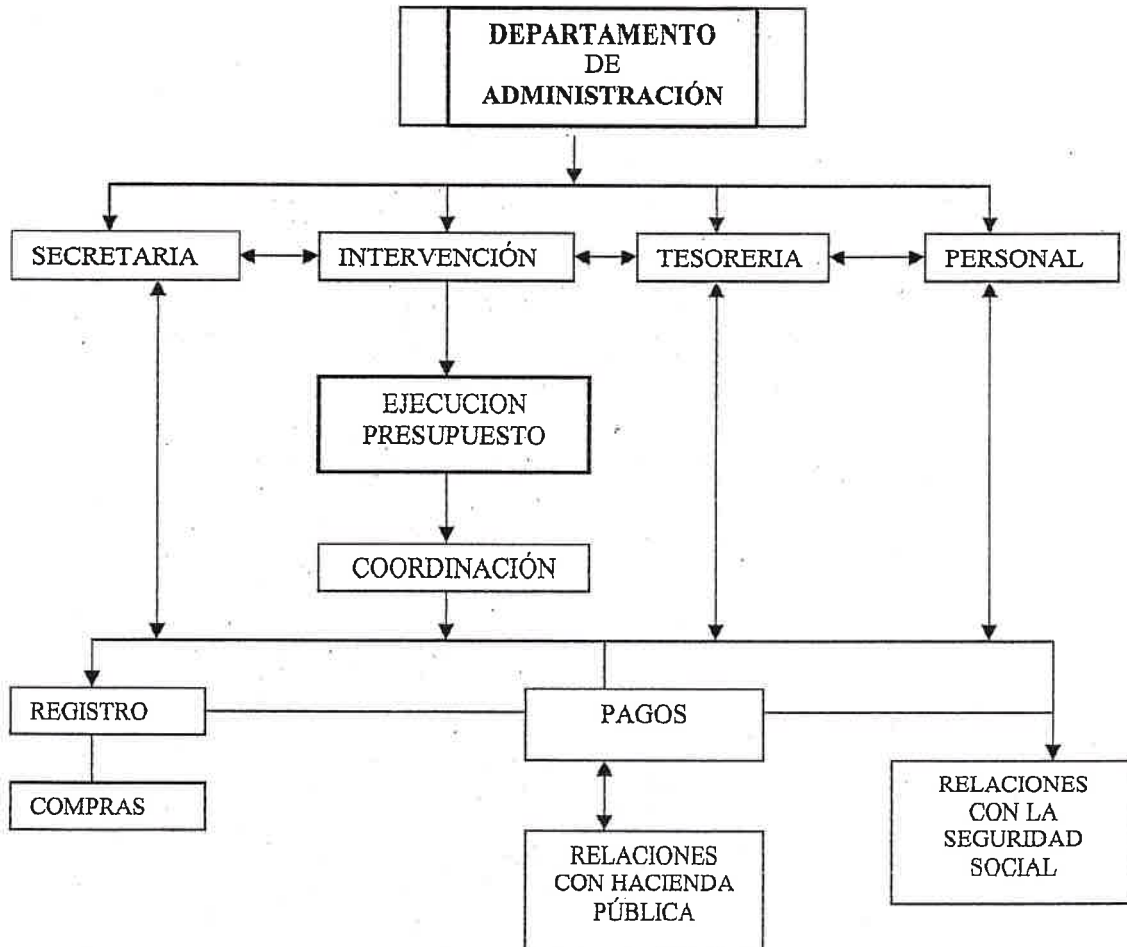 DEPARTAMENTO
DE
ADMINISTRACIÓN
SECRETARIA
INTERVENCIÓN
TESORERIA
PERSONAL
EJECUCION
PRESUPUESTO
COORDINACIÓN
REGISTRO
PAGOS
COMPRAS
RELACIONES
CON LA
SEGURIDAD
SOCIAL
RELACIONES
CON HACIENDA
PÚBLICA